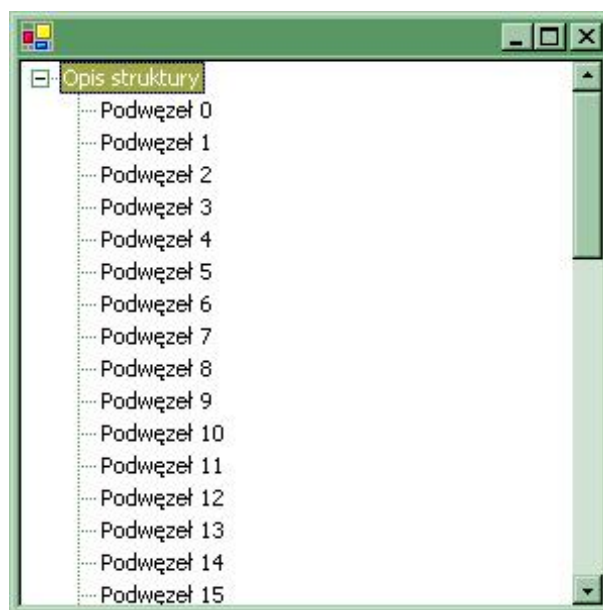 Opis struktury
Podwęzeł 0
Podwęzeł 1
Podwęzeł 2
Podwęzeł 3
Podwęzeł 4
Podwęzeł 5
Podwęzeł 6
Podwęzeł 7
Podwęzeł 8
Podwęzeł 9
Podwęzeł 10
Podwęzeł 11
Podwęzeł 12
Podwęzeł 13
Podwęzeł 14
Podwęzeł 15